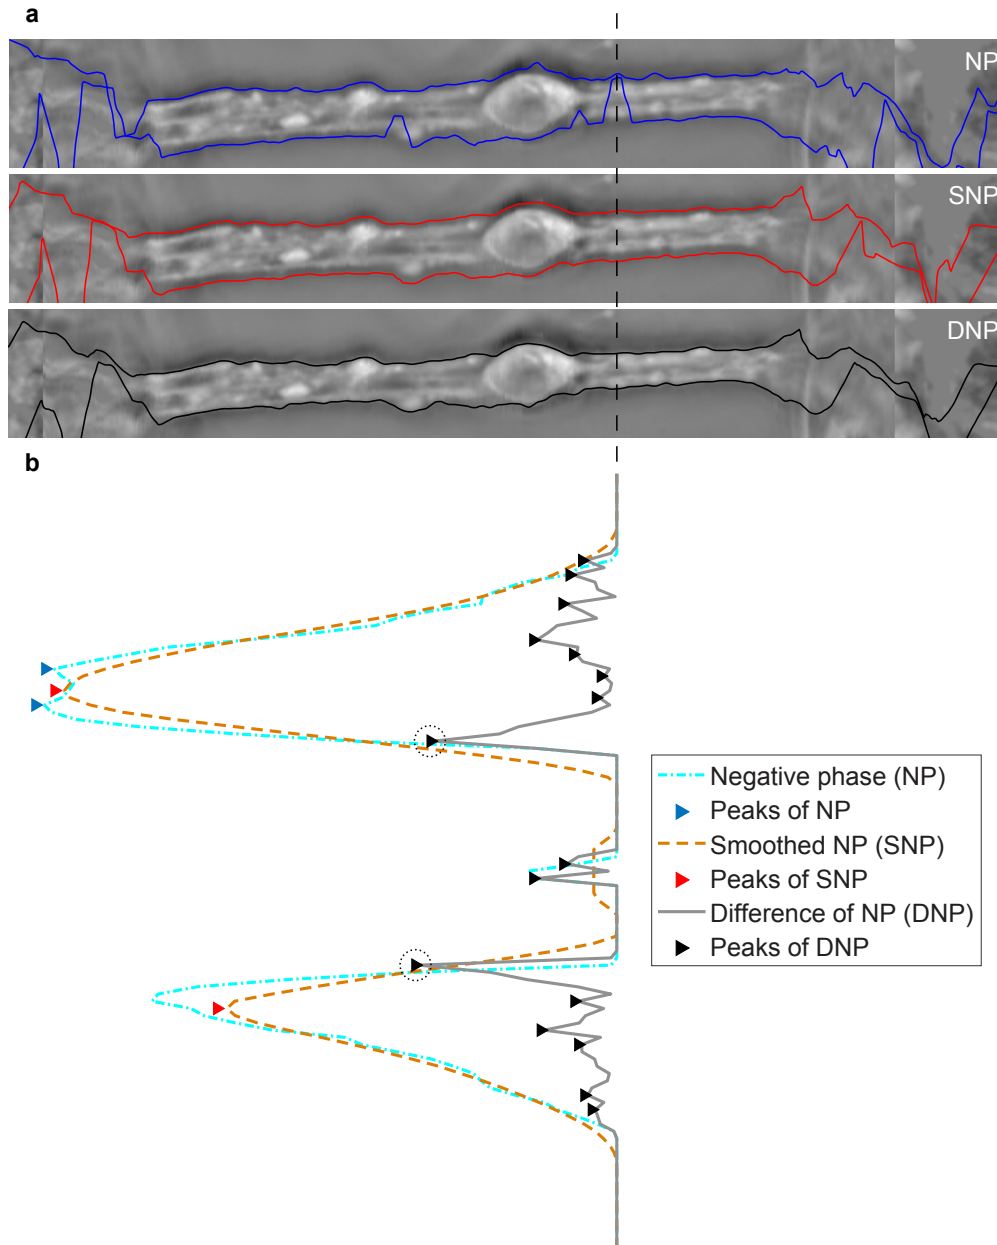 a
NP
SNP
DNP
b
Negative phase (NP)
Peaks of NP
Smoothed NP (SNP)
Peaks of SNP
Difference of NP (DNP)
Peaks of DNP